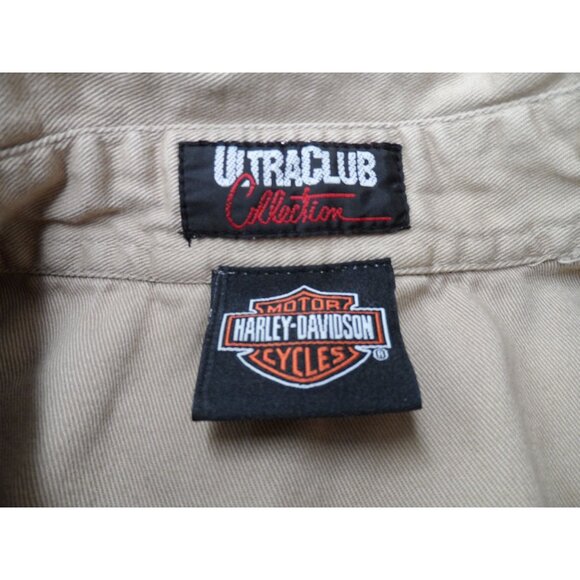 ULTRACLUB
Collection
MOTOR
HARLEY-DAVIDSON
CYCLES
®